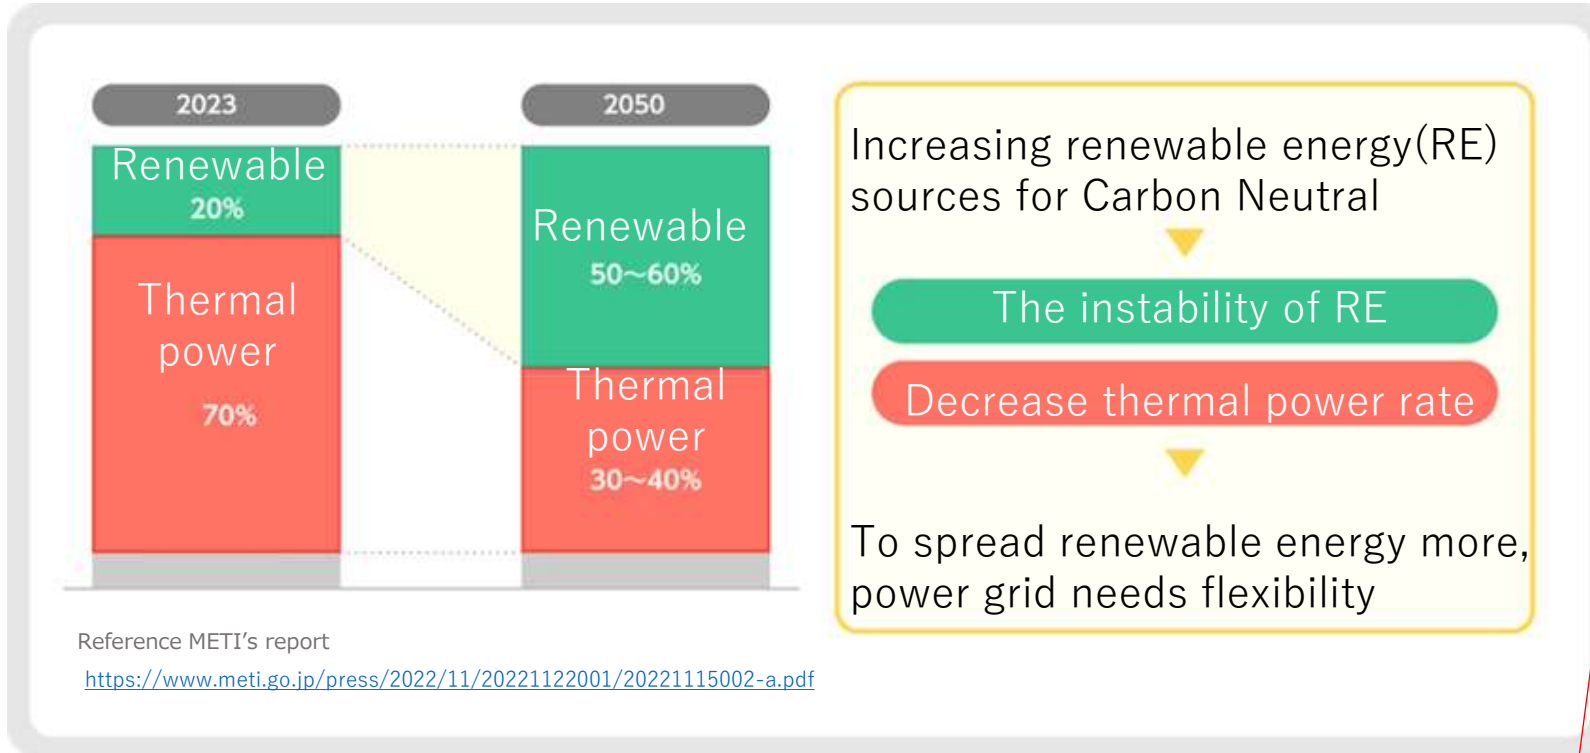 2023
Renewable
20%
Thermal
power
70%
2050
Renewable
50～60%
Thermal
power
30～40%
Increasing renewable energy(RE)
sources for Carbon Neutral
The instability of RE
Decrease thermal power rate
To spread renewable energy more,
power grid needs flexibility
Reference METI’s report
https://www.meti.go.jp/press/2022/11/20221122001/20221115002-a.pdf